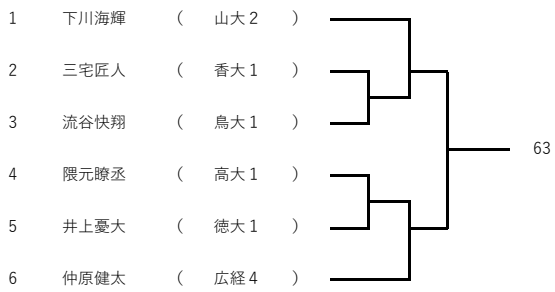 1 下川海輝 ( 山大2 )
2 三宅匠人 ( 香大1 )
3 流谷快翔 ( 鳥大1 )
63
4 隈元瞭丞 ( 高大1 )
5 井上憂大 ( 徳大1 )
6 仲原健太 ( 広経4 )